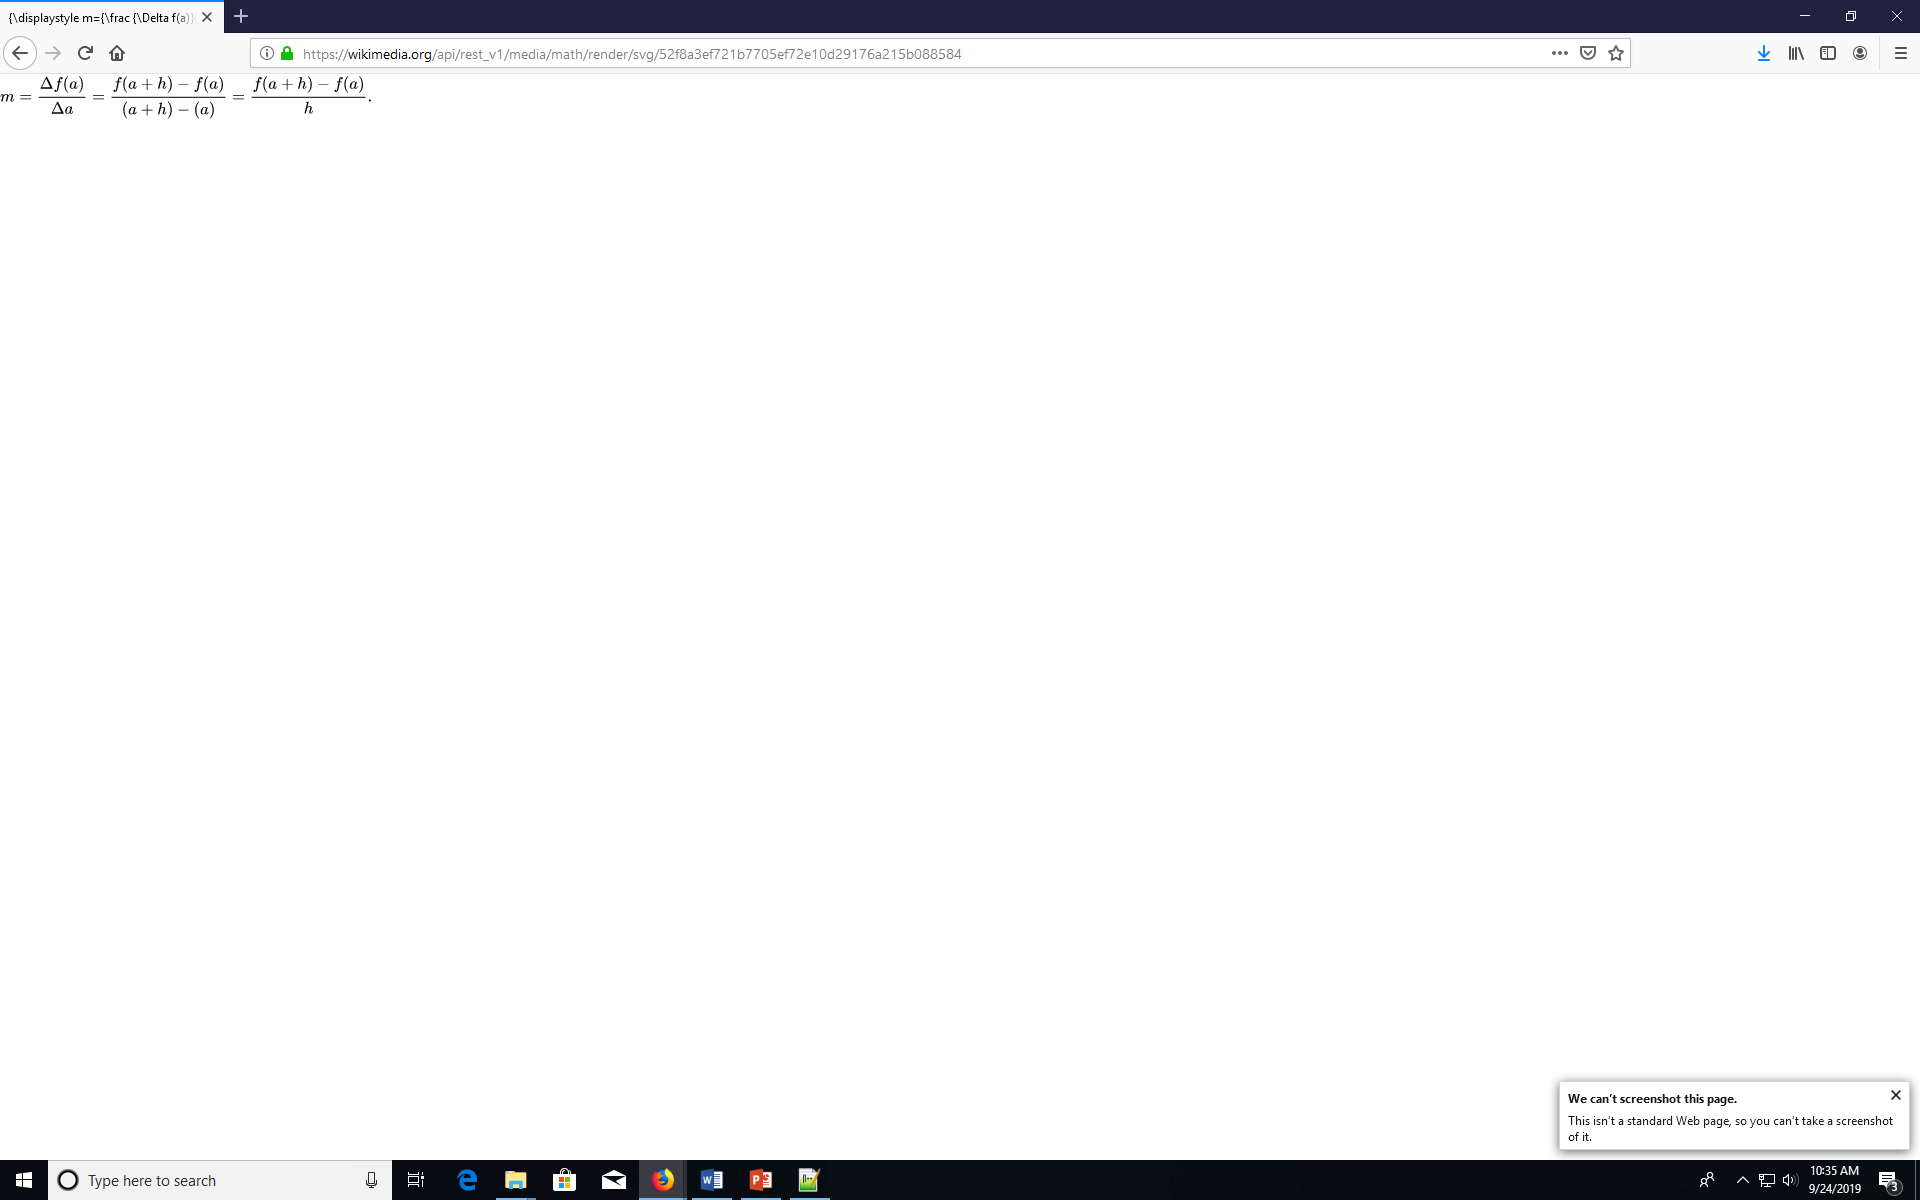 {\displaystyle m={\frac {\Delta f(a)}
https://wikimedia.org/api/rest_v1/media/math/render/svg/52f8a3ef721b7705ef72e10d29176a215b088584
m = Δf(a)/Δa = f(a + h) − f(a)/(a + h) − (a) = f(a + h) − f(a)/h.
We can't screenshot this page.
This isn't a standard Web page, so you can't take a screenshot
of it.
Type here to search
10:35 AM
9/24/2019
3